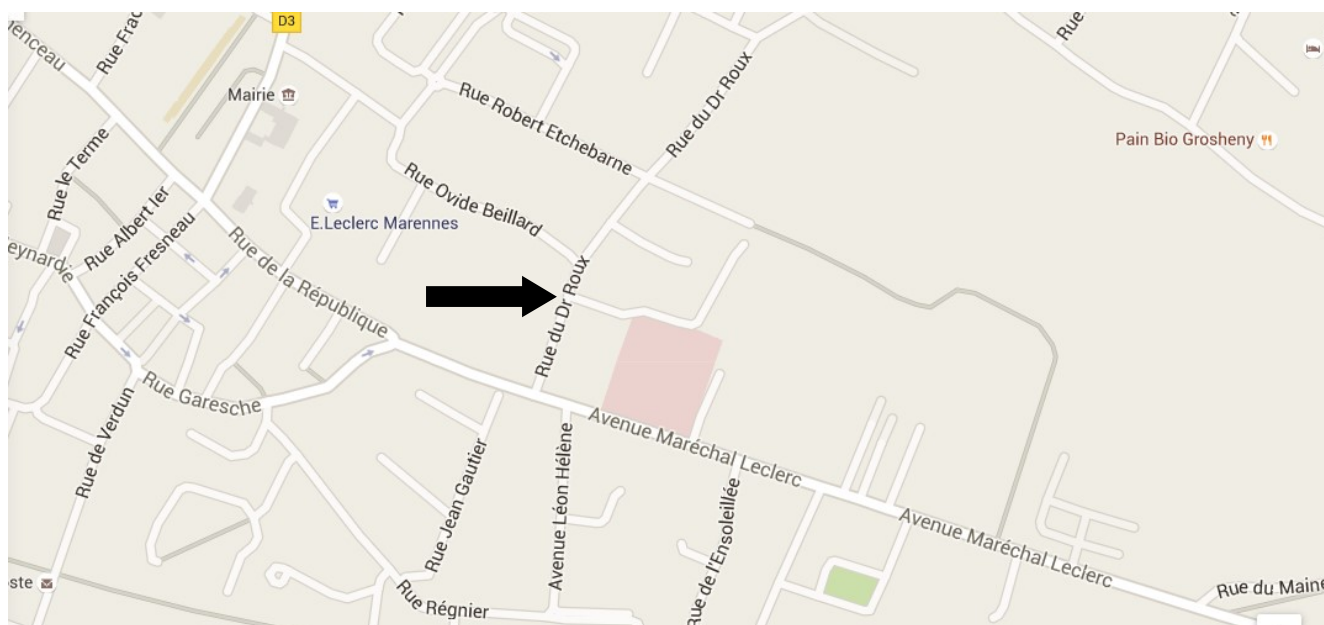 D3
Rue Frac
enceau
Mairie
Rue Robert Etchebarne
Rue du Dr Roux
Rue
Pain Bio Grosheny
Rue le Terme
Rue Albert Ier
Rue François Fresneau
eynardie
Rue Ovide Beillard
E.Leclerc Marennes
Rue de la République
Rue du Dr Roux
Rue Garesche
Rue de Verdun
Avenue Maréchal Leclerc
Rue Jean Gautier
Avenue Léon Hélène
Rue de l'Ensoleillée
Avenue Maréchal Leclerc
oste
Rue Régnier
Rue du Maine